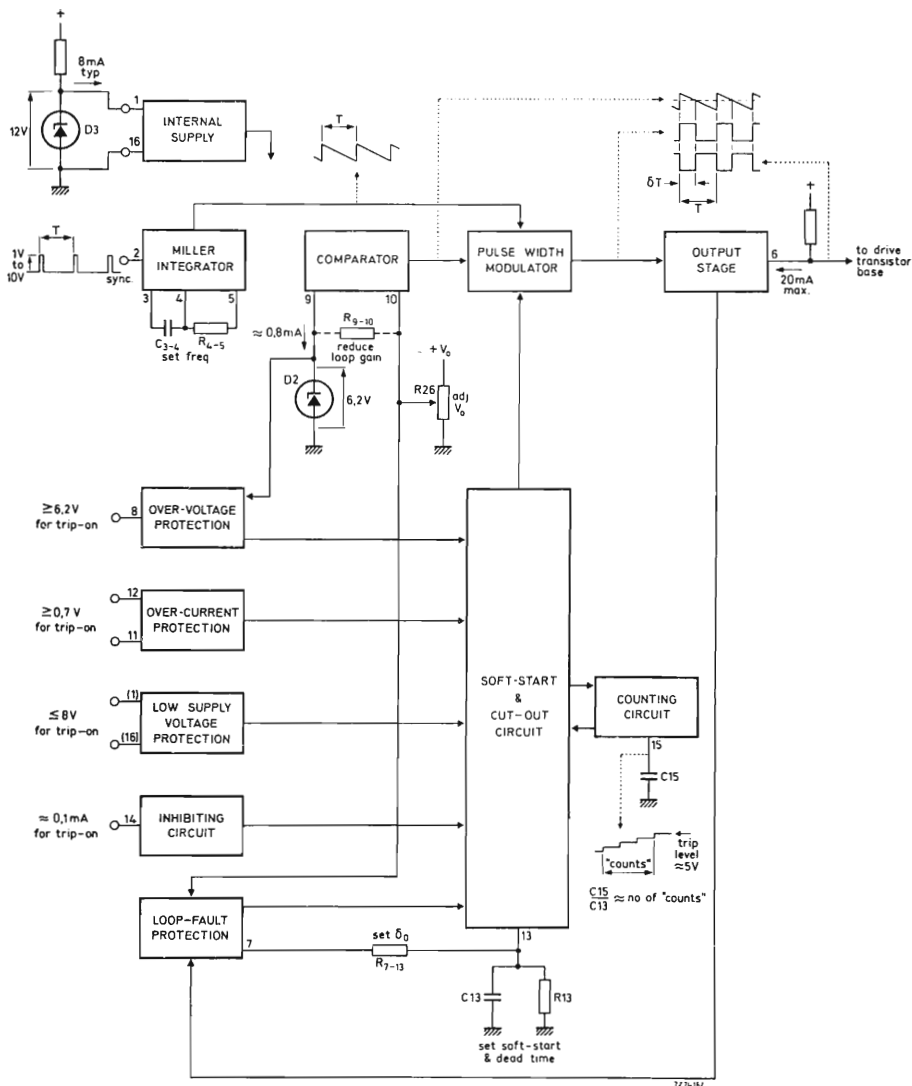 +
8mA
typ
1
12V
D3
16
INTERNAL
SUPPLY
T
δT
T
+
1V
to
10V
T
2
sync.
MILLER
INTEGRATOR
3 4 5
C3-4
R4-5
set freq
COMPARATOR
9 10
PULSE WIDTH
MODULATOR
OUTPUT
STAGE
6
20mA
max.
to drive
transistor
base
≈0,8mA
R9-10
reduce
loop gain
D2
6,2V
+ Vo
R26
adj
Vo
≥6,2V
for trip-on
8
OVER-VOLTAGE
PROTECTION
≥0,7 V
for trip-on
12
11
OVER-CURRENT
PROTECTION
≤8V
for trip-on
(1)
(16)
LOW SUPPLY
VOLTAGE
PROTECTION
≈ 0,1mA
for trip-on
14
INHIBITING
CIRCUIT
LOOP-FAULT
PROTECTION
7
set δo
R7-13
SOFT-START
&
CUT-OUT
CIRCUIT
13
COUNTING
CIRCUIT
15
C15
"counts"
trip
level
≈5V
C15
C13 ≈ no of "counts"
C13
R13
set soft-start
& dead time